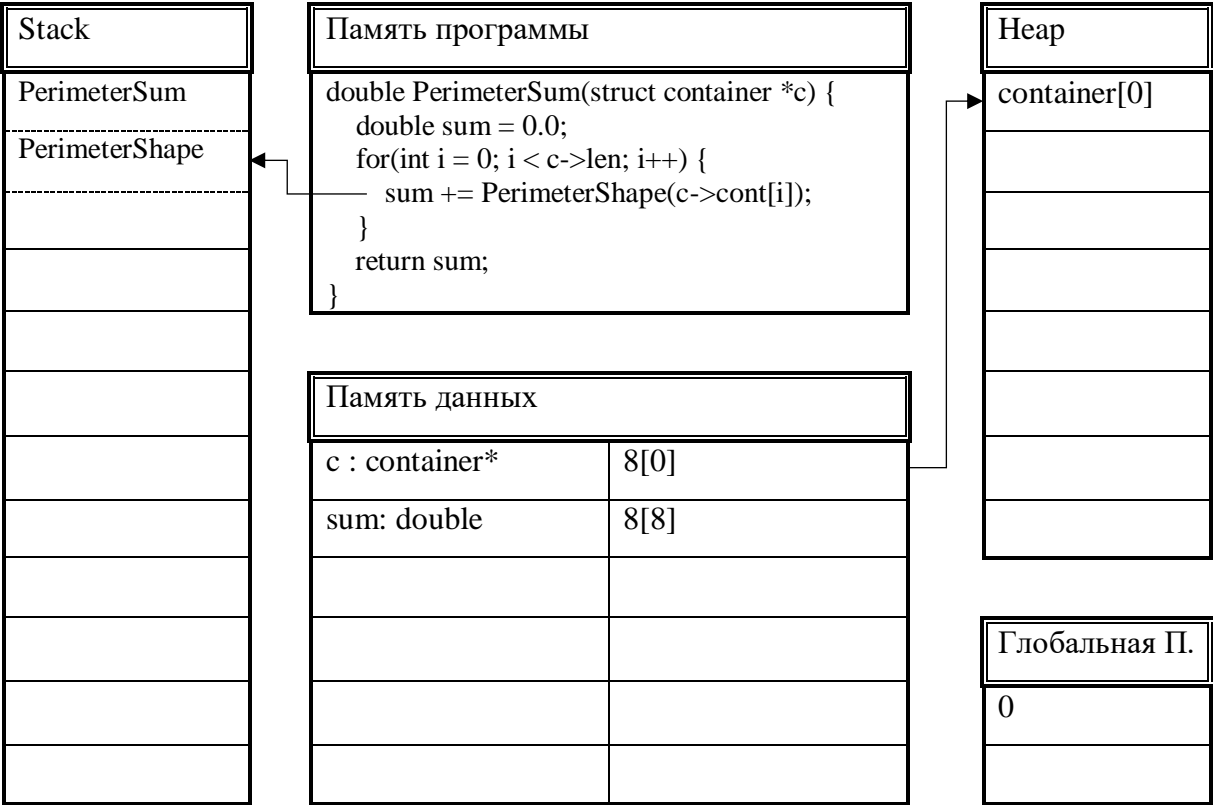 Stack
PerimeterSum
PerimeterShape
Память программы
double PerimeterSum(struct container *c) {
double sum = 0.0;
for(int i = 0; i < c->len; i++) {
sum += PerimeterShape(c->cont[i]);
}
return sum;
}
Память данных
c : container* 8[0]
sum: double 8[8]
Heap
container[0]
Глобальная П.
0